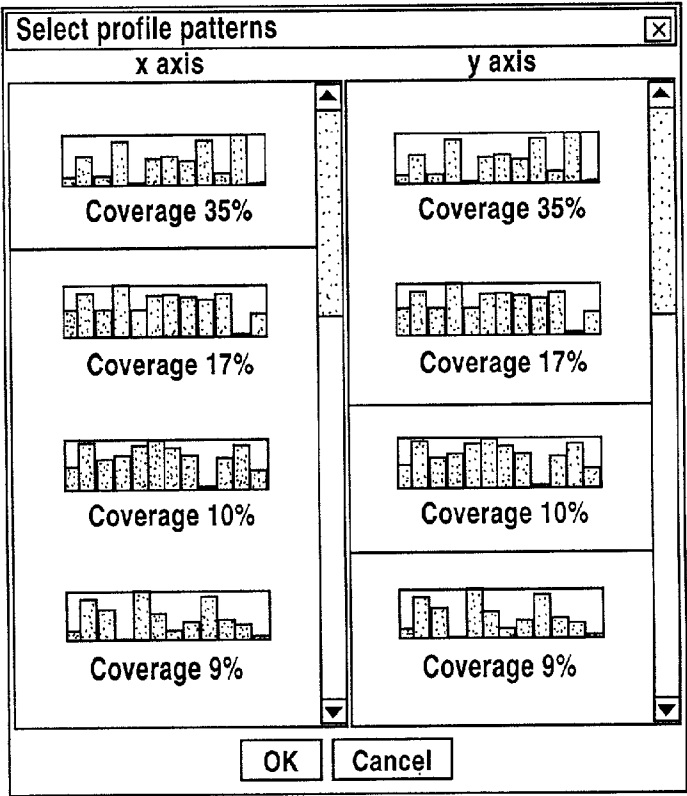 Select profile patterns
x axis
y axis
Coverage 35%
Coverage 35%
Coverage 17%
Coverage 17%
Coverage 10%
Coverage 10%
Coverage 9%
Coverage 9%
OK
Cancel